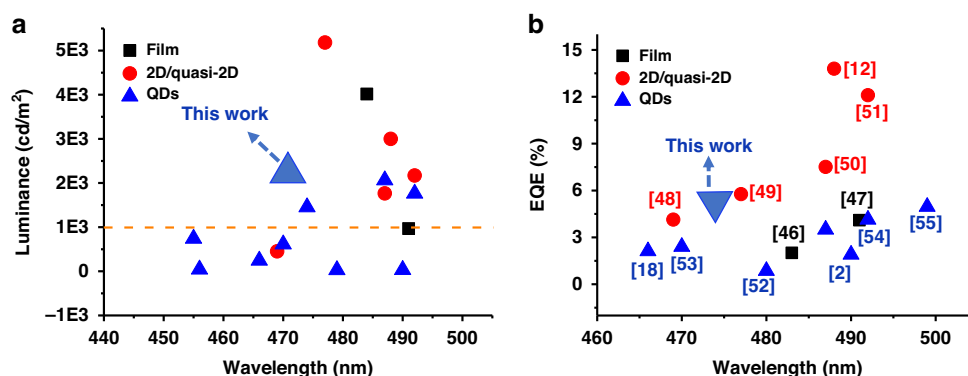 a
5E3
4E3
3E3
2E3
1E3
0
–1E3
Luminance (cd/m²)
Film
2D/quasi-2D
QDs
This work
440 450 460 470 480 490 500
Wavelength (nm)
b
15
12
9
6
3
0
EQE (%)
Film
2D/quasi-2D
QDs
[12]
[51]
This work
[50]
[48]
[49]
[47]
[46]
[54]
[55]
[18]
[53]
[52]
[2]
460 470 480 490 500
Wavelength (nm)